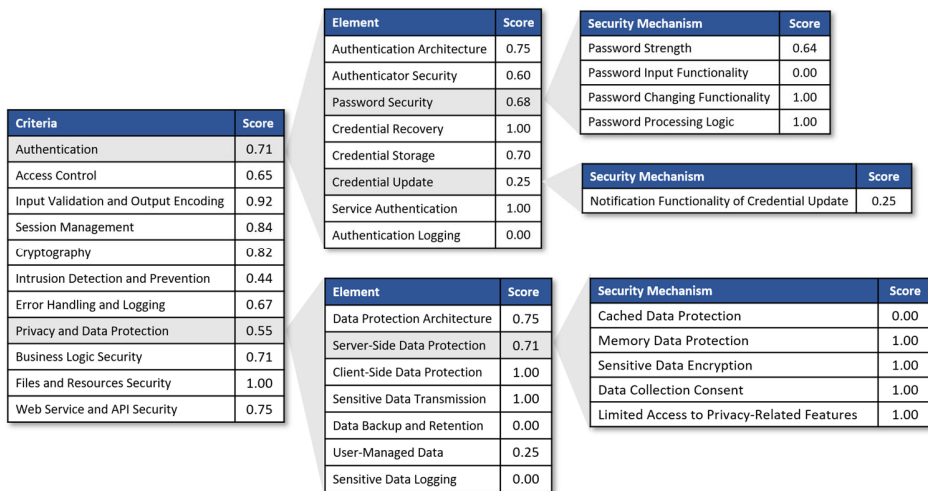 Criteria Score
Authentication 0.71
Access Control 0.65
Input Validation and Output Encoding 0.92
Session Management 0.84
Cryptography 0.82
Intrusion Detection and Prevention 0.44
Error Handling and Logging 0.67
Privacy and Data Protection 0.55
Business Logic Security 0.71
Files and Resources Security 1.00
Web Service and API Security 0.75
Element Score
Authentication Architecture 0.75
Authenticator Security 0.60
Password Security 0.68
Credential Recovery 1.00
Credential Storage 0.70
Credential Update 0.25
Service Authentication 1.00
Authentication Logging 0.00
Security Mechanism Score
Password Strength 0.64
Password Input Functionality 0.00
Password Changing Functionality 1.00
Password Processing Logic 1.00
Security Mechanism Score
Notification Functionality of Credential Update 0.25
Element Score
Data Protection Architecture 0.75
Server-Side Data Protection 0.71
Client-Side Data Protection 1.00
Sensitive Data Transmission 1.00
Data Backup and Retention 0.00
User-Managed Data 0.25
Sensitive Data Logging 0.00
Security Mechanism Score
Cached Data Protection 0.00
Memory Data Protection 1.00
Sensitive Data Encryption 1.00
Data Collection Consent 1.00
Limited Access to Privacy-Related Features 1.00